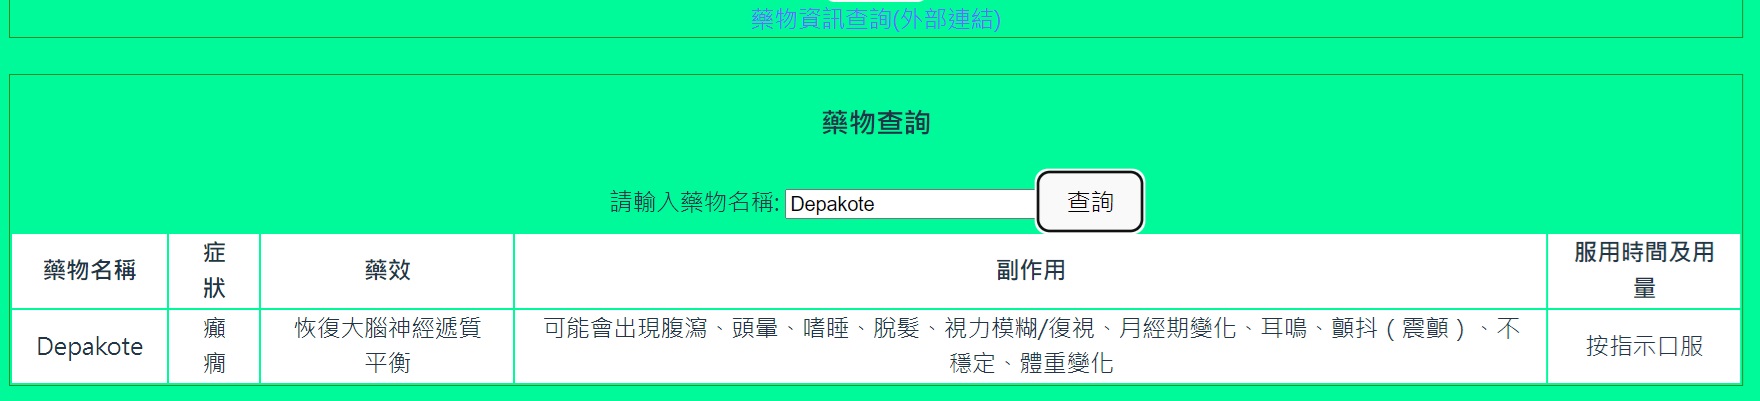 藥物資訊查詢(外部連結)
藥物查詢
請輸入藥物名稱: Depakote 查詢
藥物名稱 症狀 藥效 副作用 服用時間及用量
Depakote 癲癇 恢復大腦神經遞質平衡 可能會出現腹瀉、頭暈、嗜睡、脫髮、視力模糊/復視、月經期變化、耳鳴、顫抖（震顫）、不穩定、體重變化 按指示口服